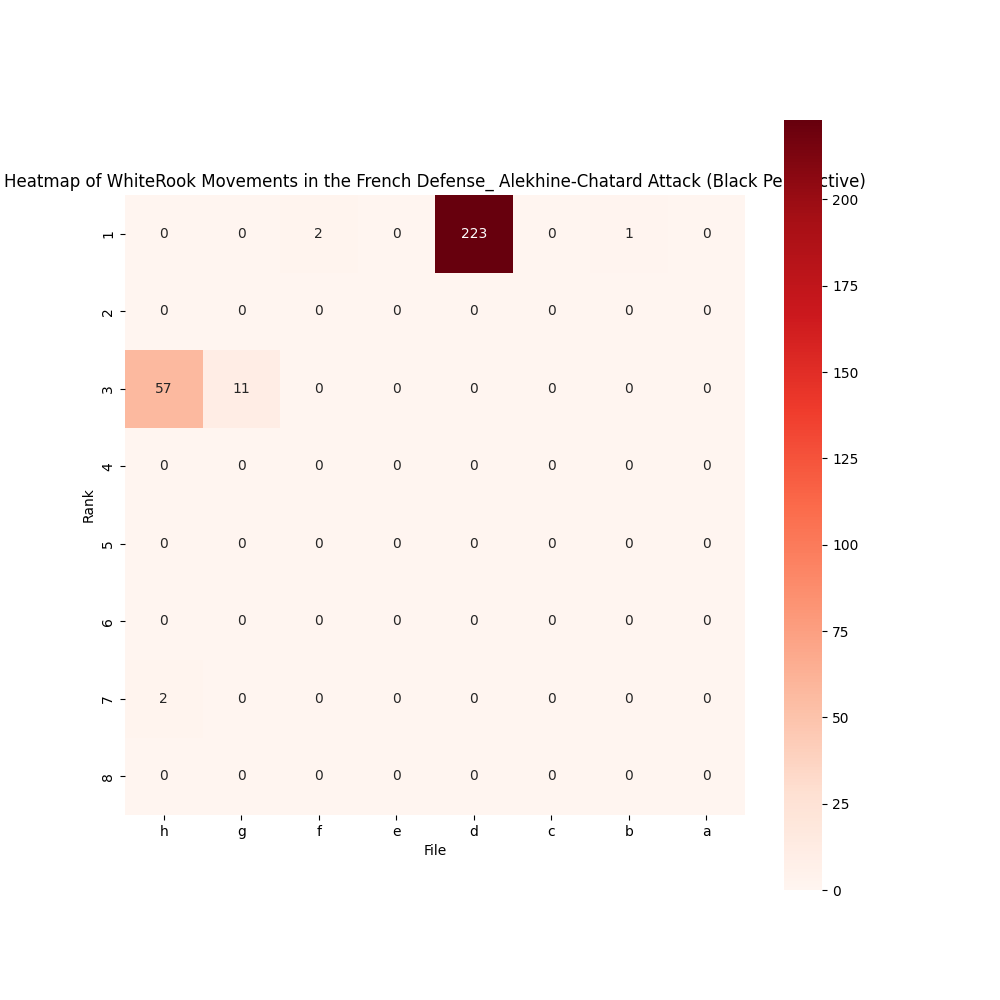 Heatmap of WhiteRook Movements in the French Defense_ Alekhine-Chatard Attack (Black Pe ctive)
1 0 0 2 0 223 0 1 0
2 0 0 0 0 0 0 0 0
3 57 11 0 0 0 0 0 0
4 0 0 0 0 0 0 0 0
Rank
5 0 0 0 0 0 0 0 0
6 0 0 0 0 0 0 0 0
7 2 0 0 0 0 0 0 0
8 0 0 0 0 0 0 0 0
h g f e d c b a
File
200
175
150
125
100
75
50
25
0